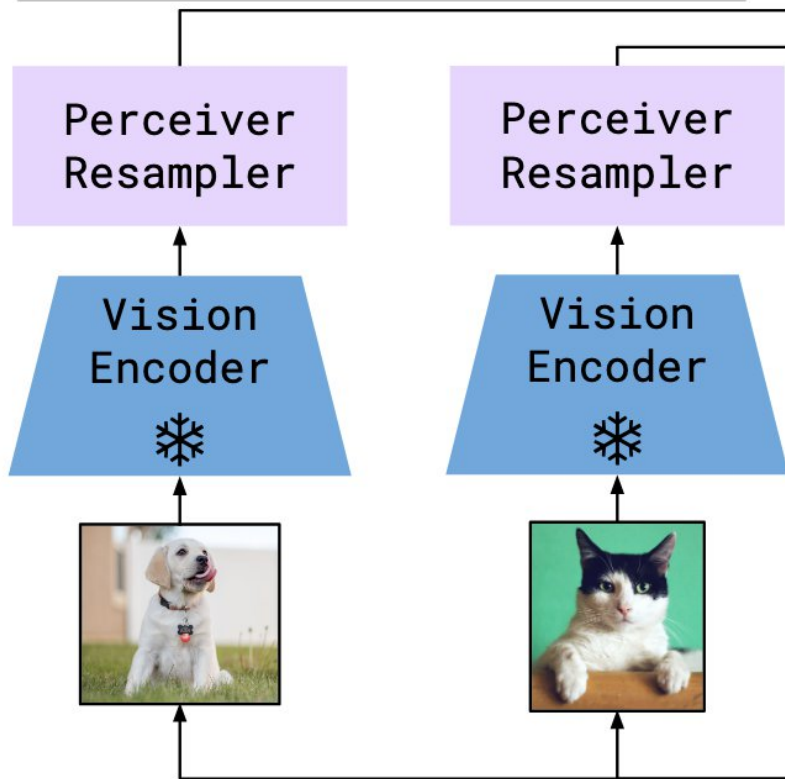 Perceiver
Resampler
Perceiver
Resampler
Vision
Encoder
Vision
Encoder